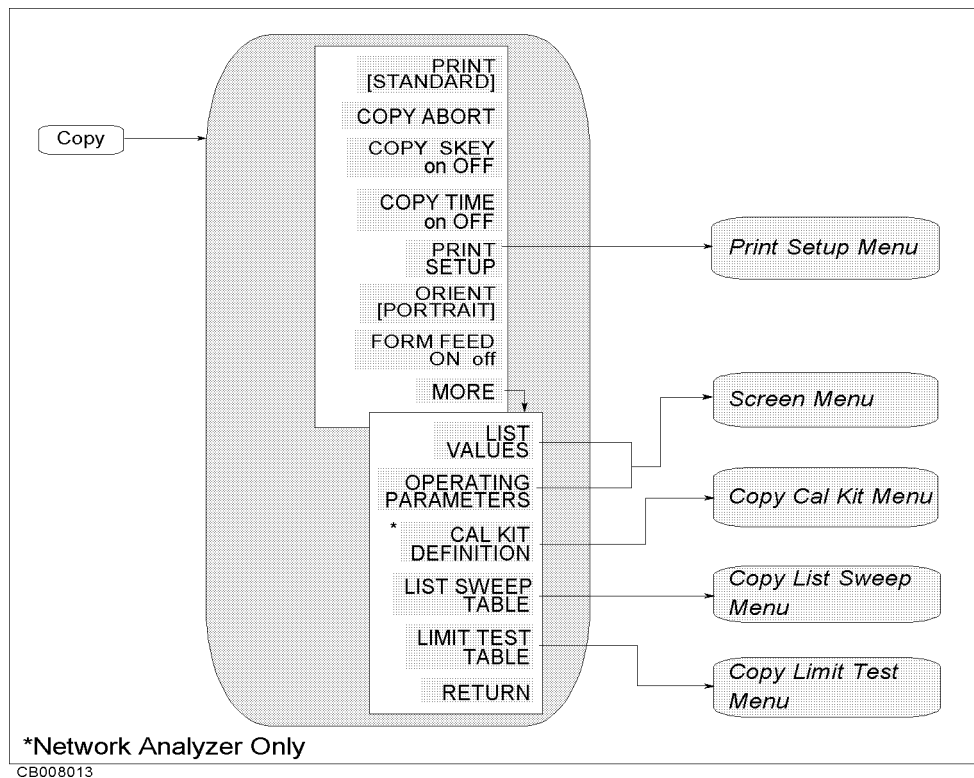 Copy
PRINT
[STANDARD]
COPY ABORT
COPY SKEY
on OFF
COPY TIME
on OFF
PRINT
SETUP
ORIENT
[PORTRAIT]
FORM FEED
ON off
MORE
LIST
VALUES
OPERATING
PARAMETERS
*
CAL KIT
DEFINITION
LIST SWEEP
TABLE
LIMIT TEST
TABLE
RETURN
Print Setup Menu
Screen Menu
Copy Cal Kit Menu
Copy List Sweep
Menu
Copy Limit Test
Menu
*Network Analyzer Only
CB008013